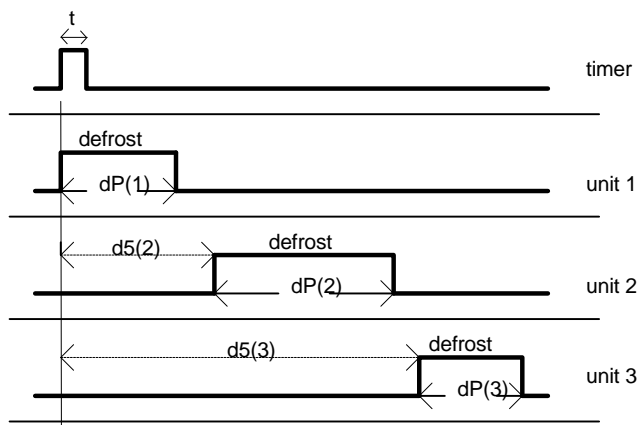 t
timer
defrost
dP(1)
unit 1
d5(2)
defrost
dP(2)
unit 2
d5(3)
defrost
dP(3)
unit 3